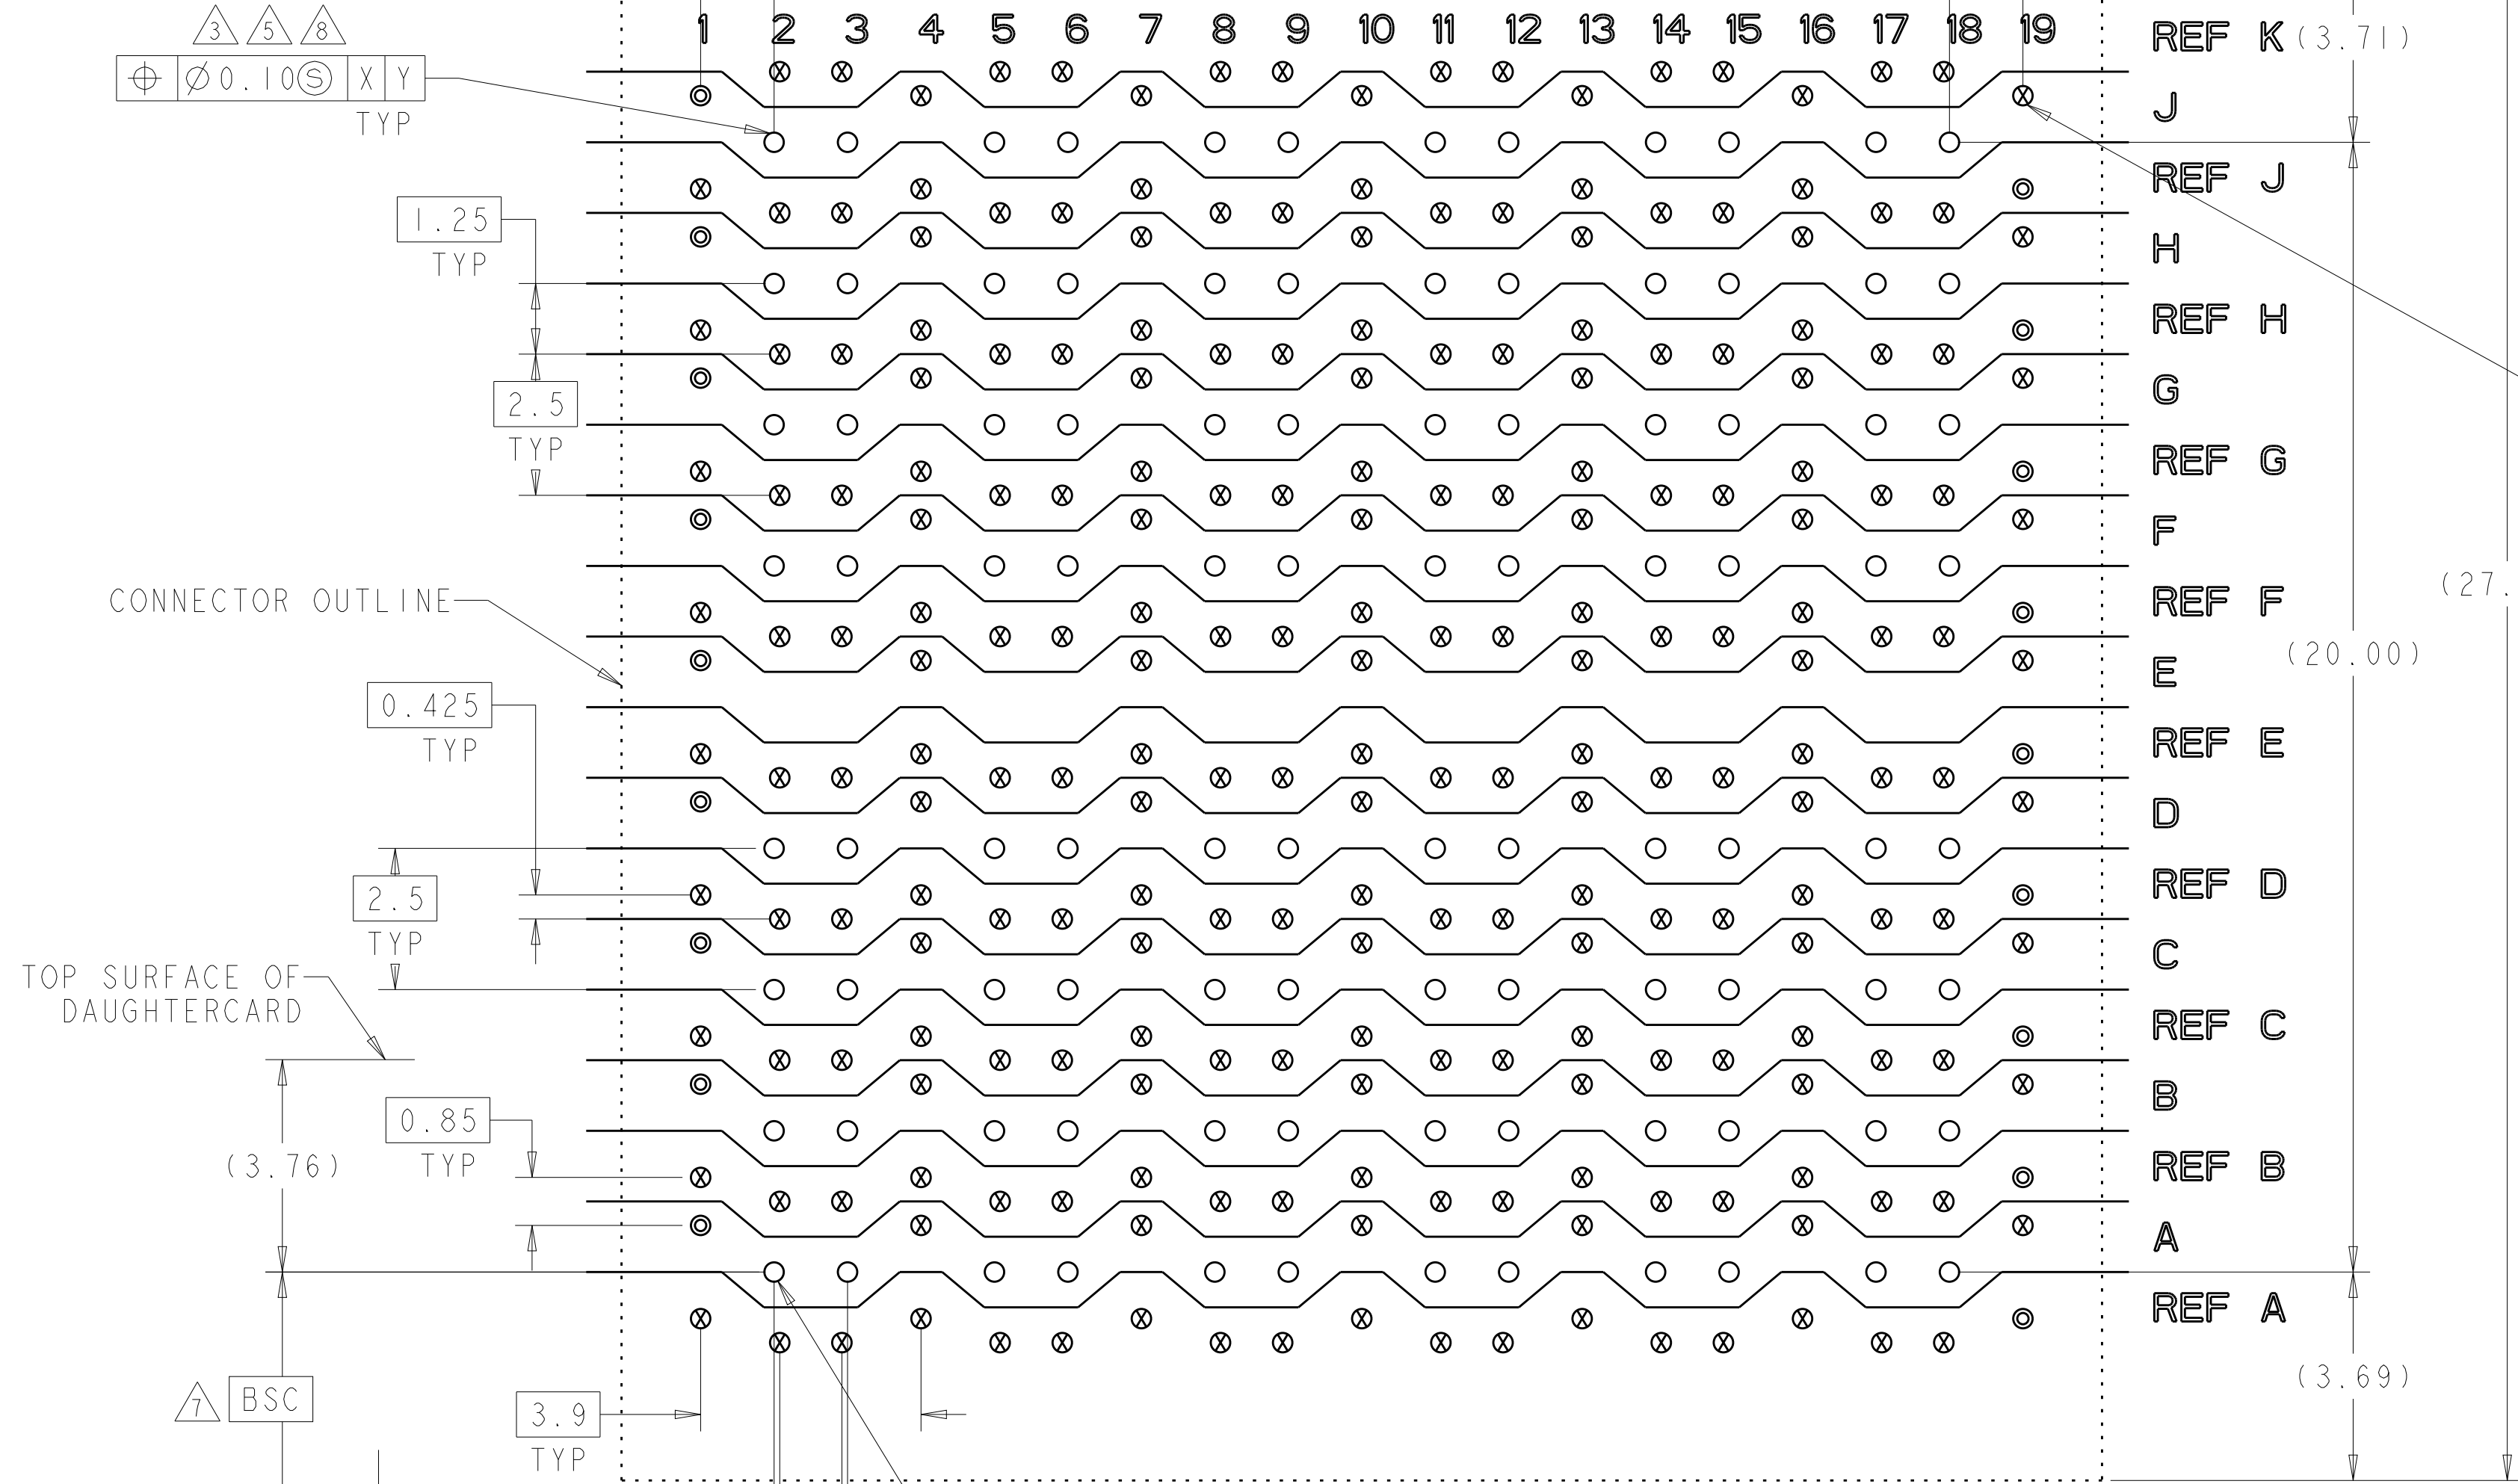 3 5 8
1 2 3 4 5 6 7 8 9 10 11 12 13 14 15 16 17 18 19
REF K (3.71)
⌖ ∅0.10Ⓢ X Y
TYP
J
REF J
1.25
TYP
H
REF H
2.5
TYP
G
REF G
F
CONNECTOR OUTLINE
REF F
(27.
(20.00)
E
0.425
TYP
REF E
D
2.5
TYP
REF D
C
TOP SURFACE OF
DAUGHTERCARD
REF C
B
0.85
TYP
(3.76)
REF B
A
REF A
(3.69)
7 BSC
3.9
TYP